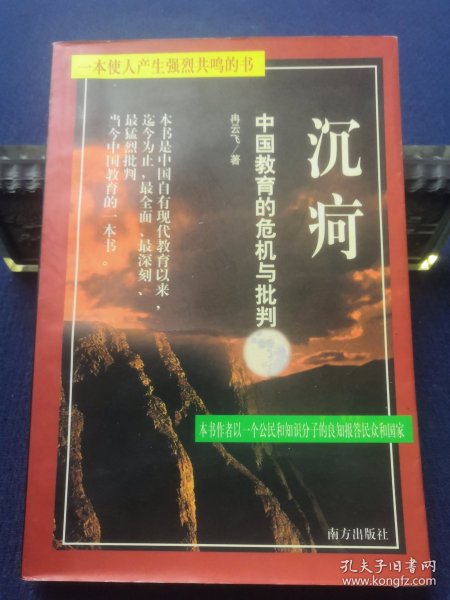 一本使人产生强烈共鸣的书
沉疴
中国教育的危机与批判
冉云飞/著
本书是中国自有现代教育以来，
迄今为止，最全面、最深刻、
最猛烈批判
当今中国教育的一本书。
本书作者以一个公民和知识分子的良知报答民众和国家
南方出版社
孔夫子旧书网
www.kongfz.com